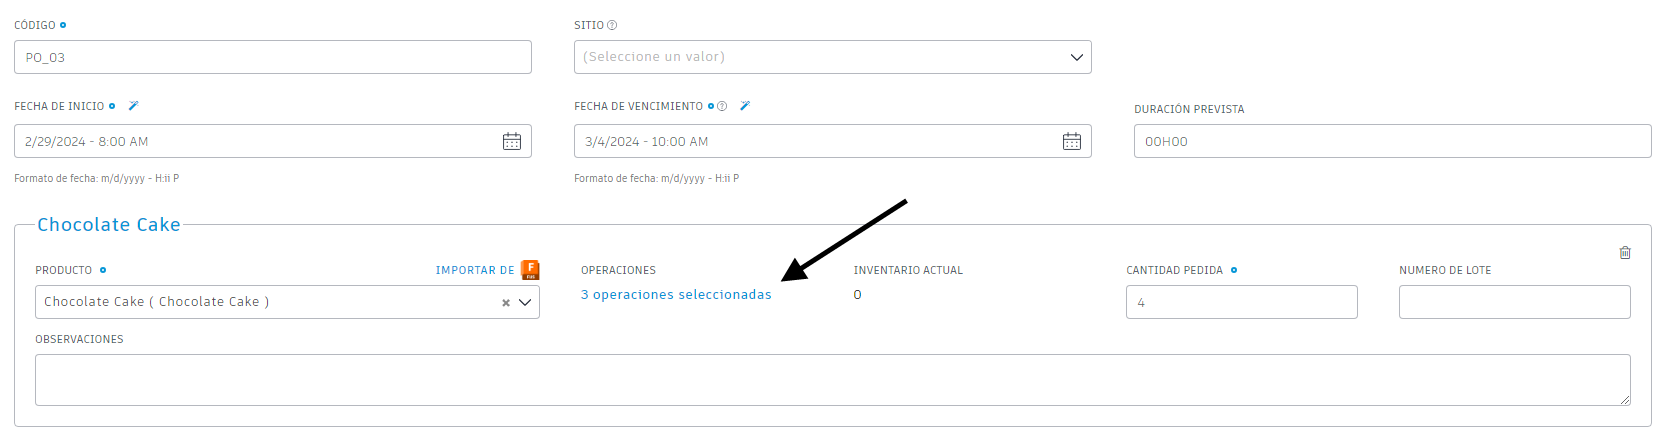 CÓDIGO
SITIO
PO_03
(Seleccione un valor)
FECHA DE INICIO
FECHA DE VENCIMIENTO
DURACIÓN PREVISTA
2/29/2024 - 8:00 AM
3/4/2024 - 10:00 AM
00H00
Formato de fecha: m/d/yyyy - H:ii P
Formato de fecha: m/d/yyyy - H:ii P
Chocolate Cake
PRODUCTO
IMPORTAR DE
F
OPERACIONES
INVENTARIO ACTUAL
CANTIDAD PEDIDA
NUMERO DE LOTE
Chocolate Cake ( Chocolate Cake )
3 operaciones seleccionadas
0
4
OBSERVACIONES